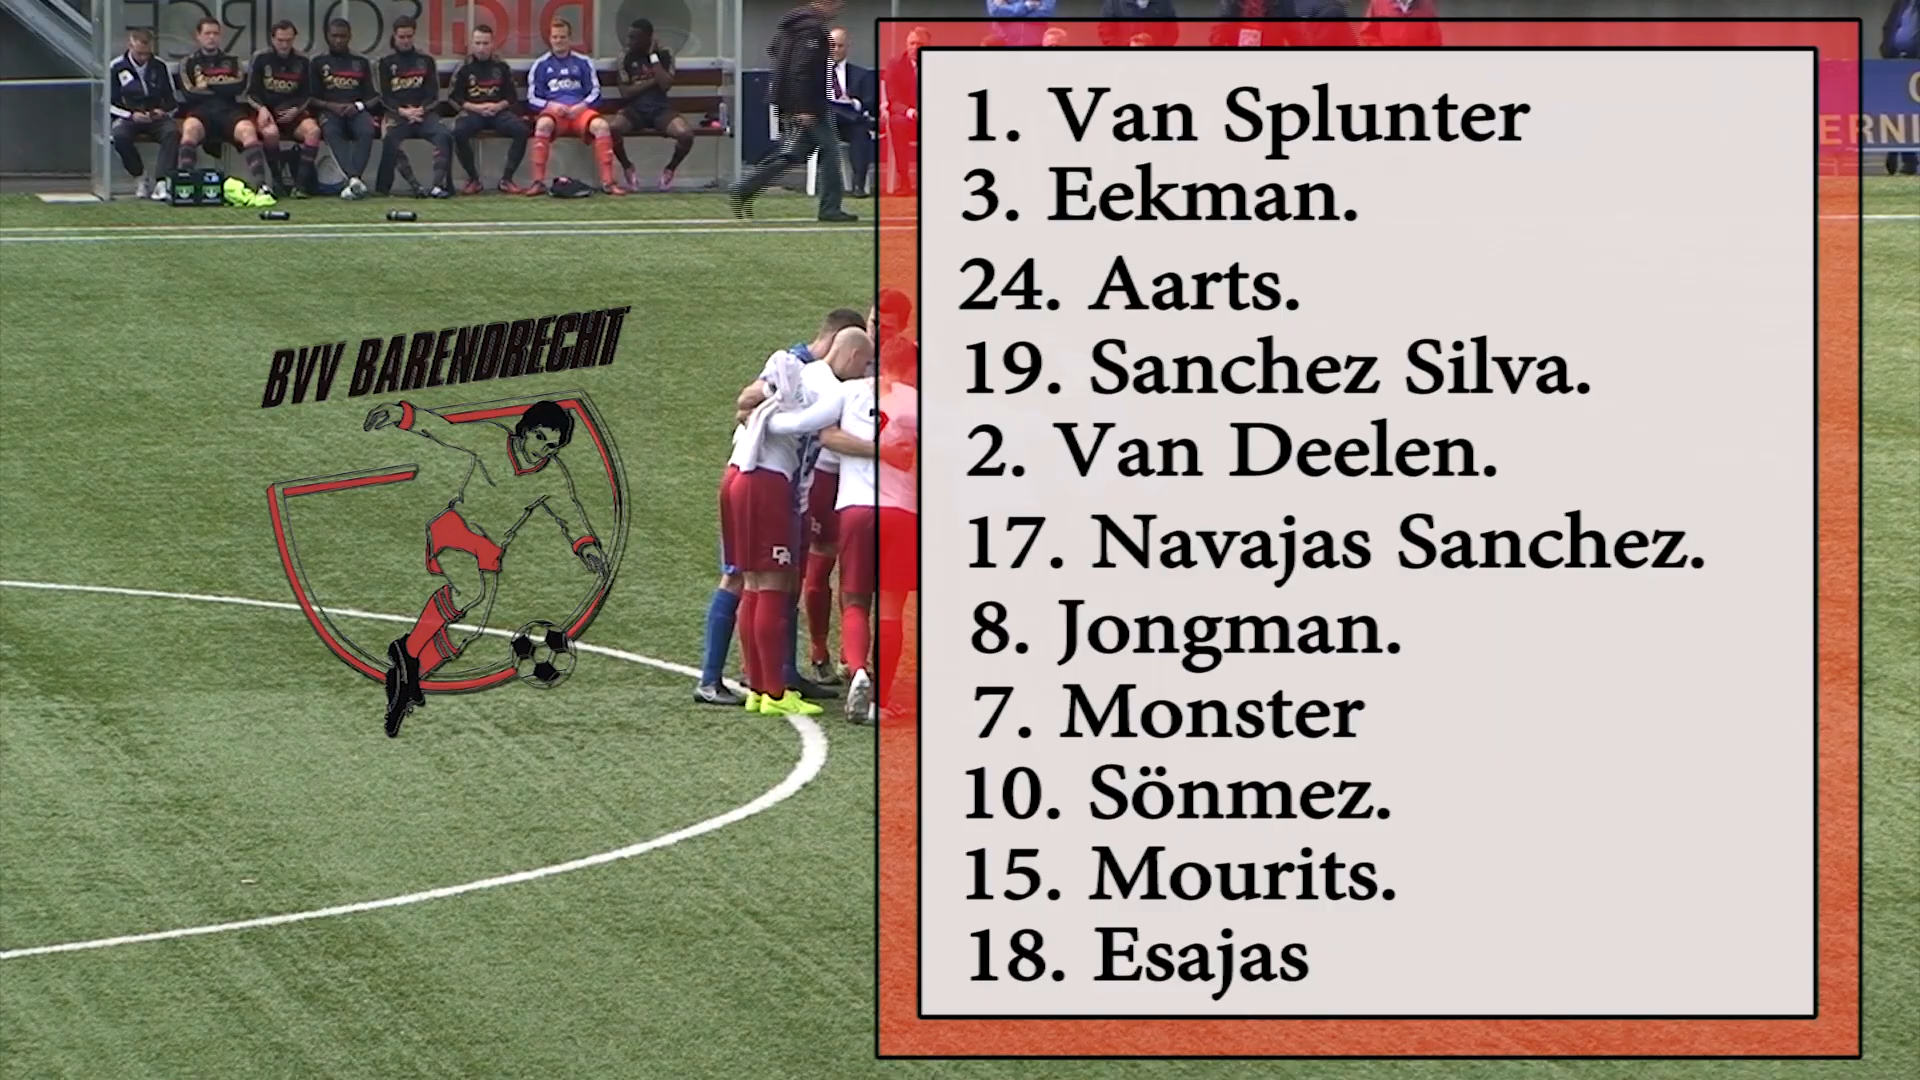 DIGISOURCE
1. Van Splunter
3. Eekman.
24. Aarts.
19. Sanchez Silva.
2. Van Deelen.
17. Navajas Sanchez.
8. Jongman.
7. Monster
10. Sönmez.
15. Mourits.
18. Esajas
BVV BARENDRECHT